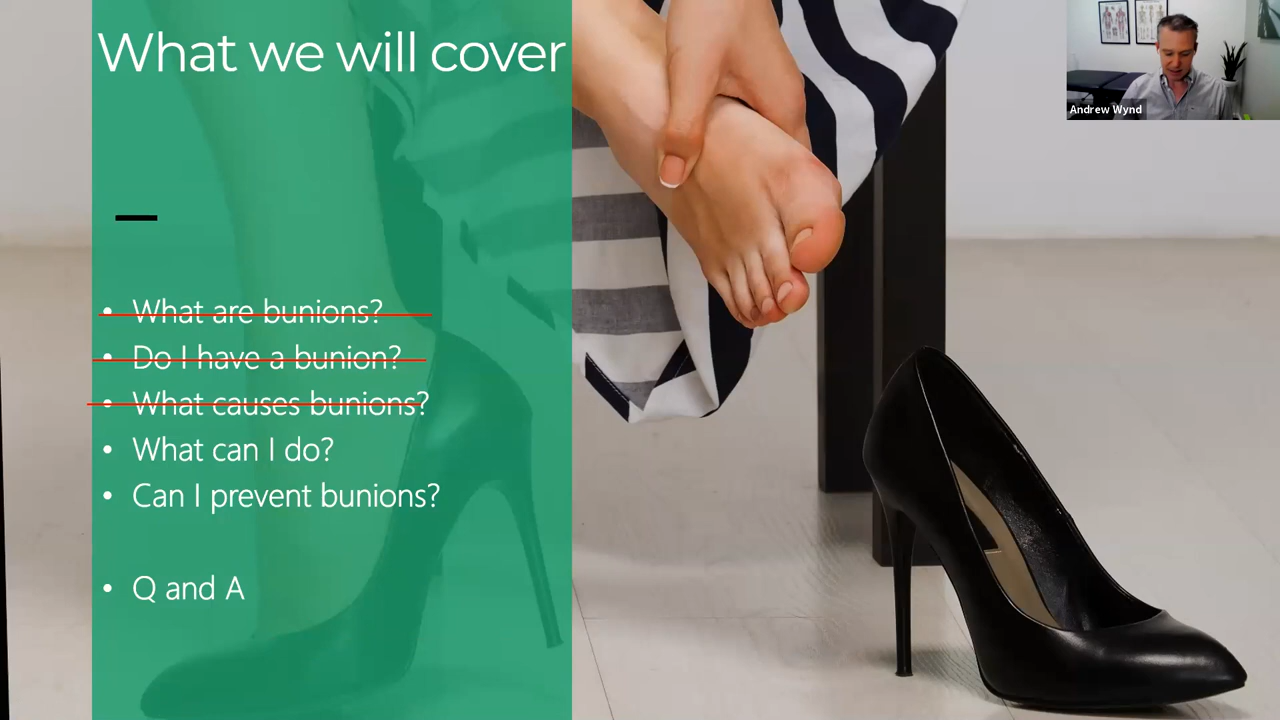 What we will cover
Andrew Wynd
• What are bunions?
• Do I have a bunion?
• What causes bunions?
• What can I do?
• Can I prevent bunions?
• Q and A